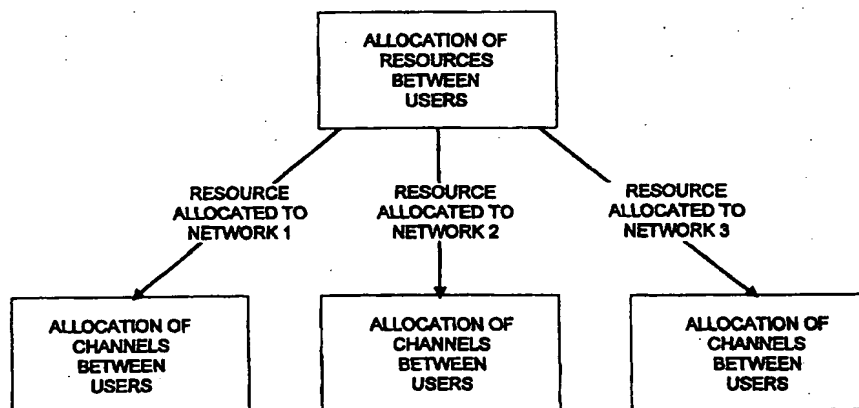 ALLOCATION OF
RESOURCES
BETWEEN
USERS
RESOURCE
ALLOCATED TO
NETWORK 1
RESOURCE
ALLOCATED TO
NETWORK 2
RESOURCE
ALLOCATED TO
NETWORK 3
ALLOCATION OF
CHANNELS
BETWEEN
USERS
ALLOCATION OF
CHANNELS
BETWEEN
USERS
ALLOCATION OF
CHANNELS
BETWEEN
USERS